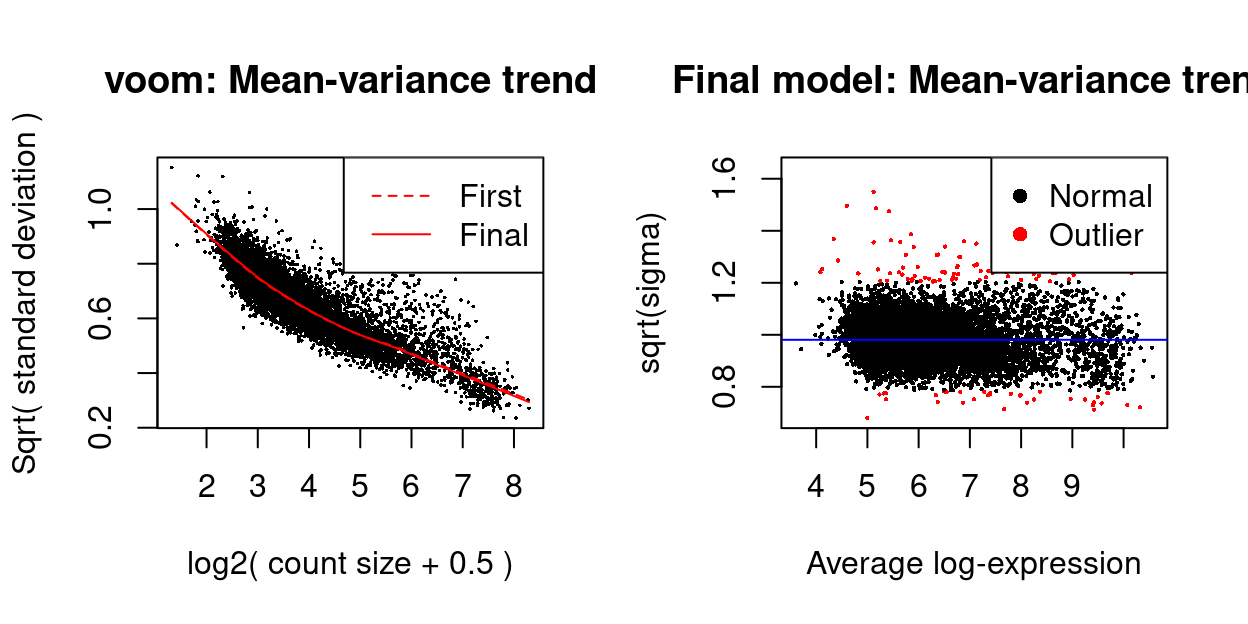 voom: Mean-variance trend
Sqrt( standard deviation )
1.0
0.6
0.2
First
Final
2 3 4 5 6 7 8
log2( count size + 0.5 )
Final model: Mean-variance tren
sqrt(sigma)
1.6
1.2
0.8
Normal
Outlier
4 5 6 7 8 9
Average log-expression